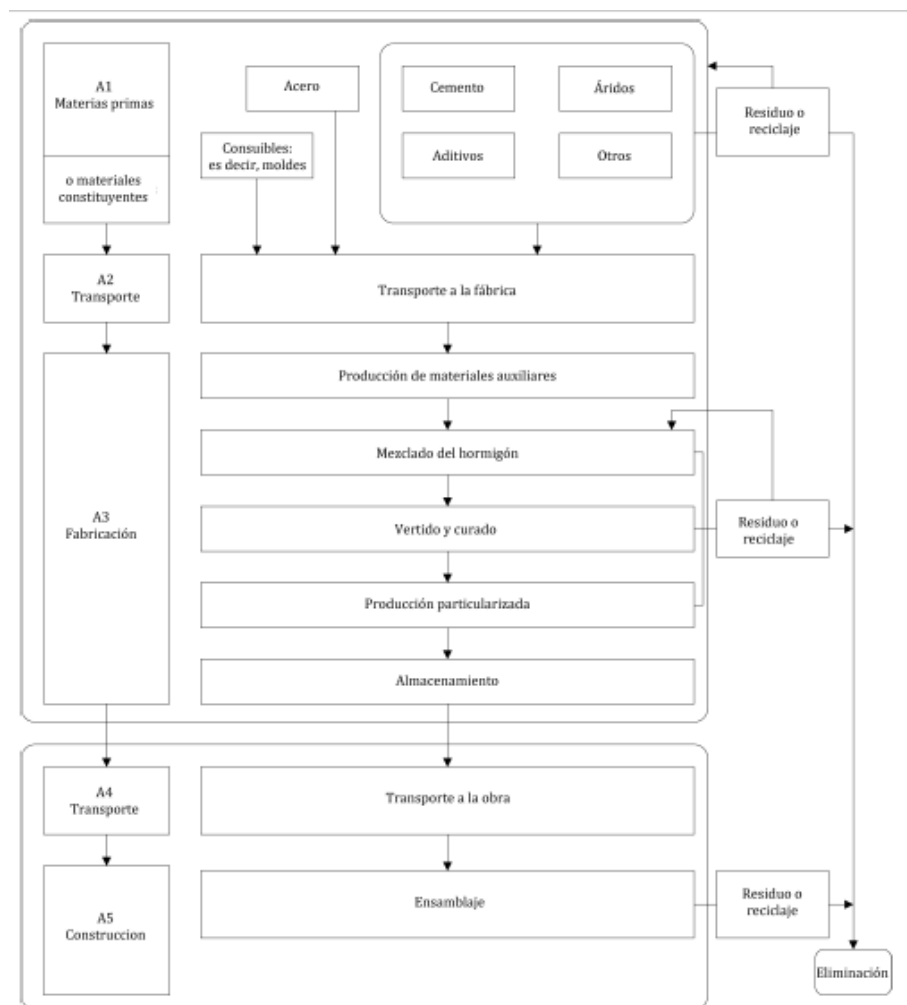 A1
Materias primas
o materiales
constituyentes
A2
Transporte
A3
Fabricación
Acero
Consuibles:
es decir, moldes
Cemento
Áridos
Aditivos
Otros
Residuo o
reciclaje
Transporte a la fábrica
Producción de materiales auxiliares
Mezclado del hormigón
Vertido y curado
Residuo o
reciclaje
Producción particularizada
Almacenamiento
A4
Transporte
Transporte a la obra
A5
Construccion
Ensamblaje
Residuo o
reciclaje
Eliminación